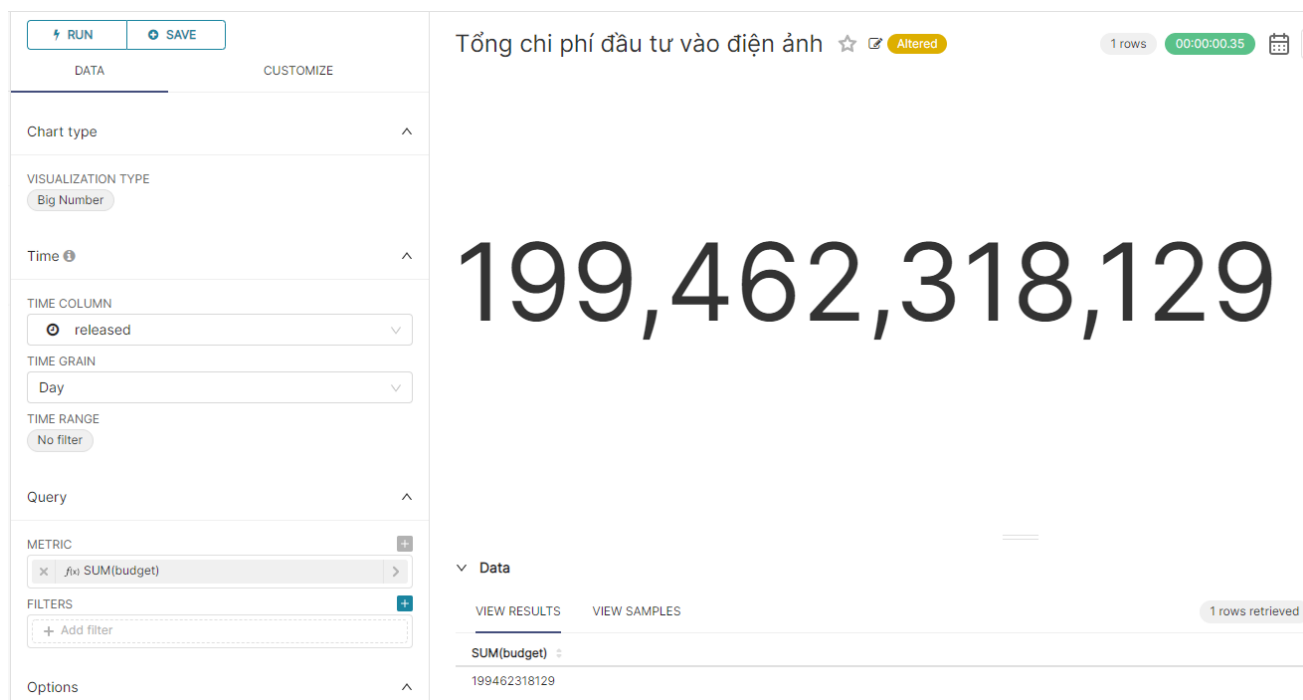 RUN
SAVE
DATA
CUSTOMIZE
Chart type
VISUALIZATION TYPE
Big Number
Time
TIME COLUMN
released
TIME GRAIN
Day
TIME RANGE
No filter
Query
METRIC
f(x) SUM(budget)
FILTERS
+ Add filter
Options
Tổng chi phí đầu tư vào điện ảnh
Altered
1 rows
00:00:00.35
199,462,318,129
Data
VIEW RESULTS
VIEW SAMPLES
1 rows retrieved
SUM(budget)
199462318129